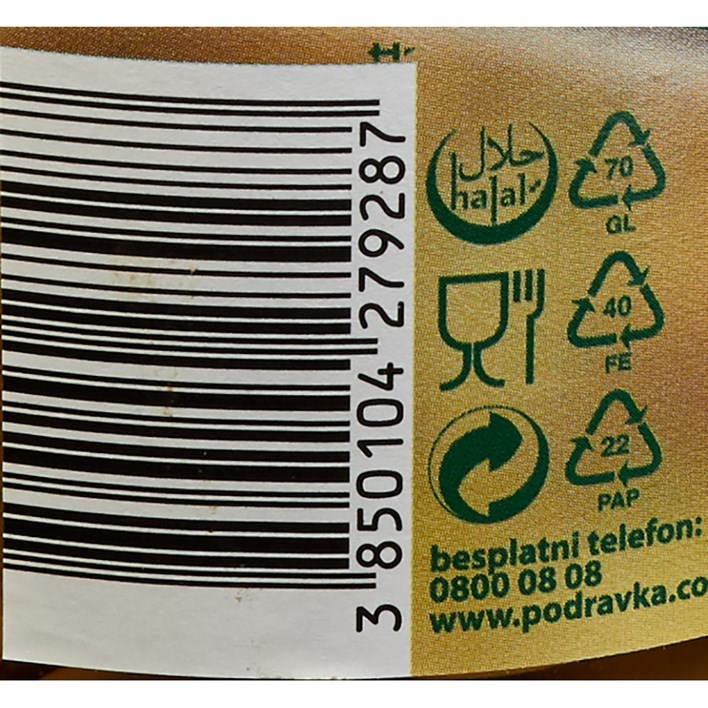 3 850104 279287
حلال
halal
70
GL
40
FE
22
PAP
besplatni telefon:
0800 08 08
www.podravka.co